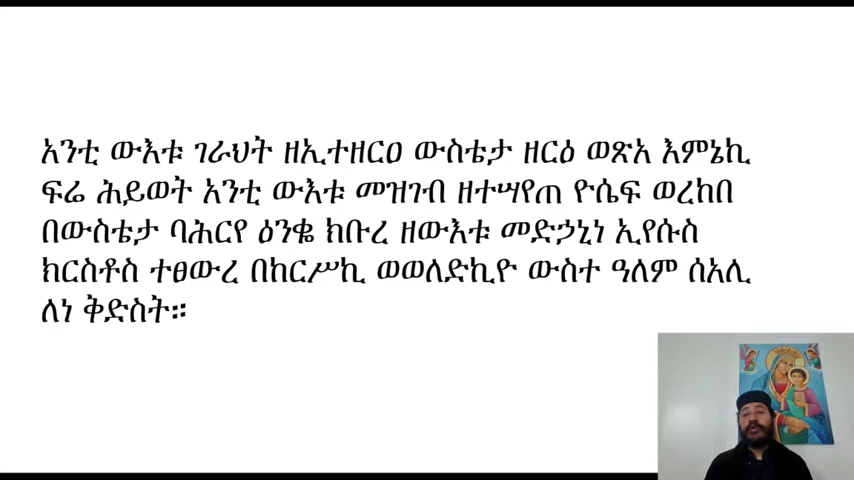 አንቲ ውእቱ ገራህት ዘኢተዘርዐ ውስቴታ ዘርዕ ወጽአ እምኔኪ
ፍሬ ሕይወት አንቲ ውእቱ መዝገብ ዘተሣየጠ ዮሴፍ ወረከበ
በውስቴታ ባሕርየ ዕንቄ ክቡረ ዘውእቱ መድኃኒነ ኢየሱስ
ክርስቶስ ተፀውረ በከርሥኪ ወወለድኪዮ ውስተ ዓለም ሰአሊ
ለነ ቅድስት።